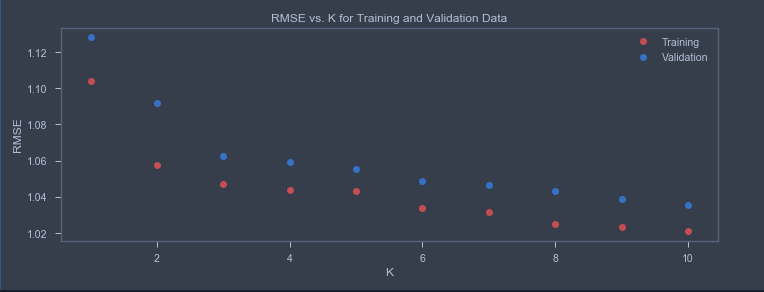 RMSE vs. K for Training and Validation Data
Training
Validation
1.12
1.10
1.08
1.06
1.04
1.02
RMSE
2 4 6 8 10
K